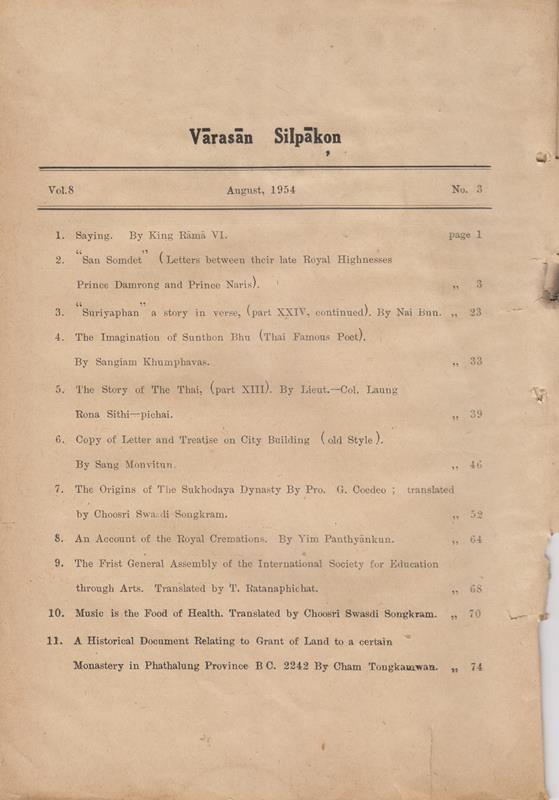 Vārasān Silpākoņ
Vol.8 August, 1954 No. 3
1. Saying. By King Rāmā VI. page 1
2. "San Somdet" (Letters between their late Royal Highnesses
Prince Damrong and Prince Naris). „ 3
3. "Suriyaphan" a story in verse, (part XXIV, continued). By Nai Bun. „ 23
4. The Imagination of Sunthon Bhu (Thai Famous Poet).
By Sangiam Khumphavas. „ 33
5. The Story of The Thai, (part XIII). By Lieut.—Col. Laung
Rona Sithi—pichai. „ 39
6. Copy of Letter and Treatise on City Building (old Style).
By Sang Monvitun. „ 46
7. The Origins of The Sukhodaya Dynasty By Pro. G. Coedeo ; translated
by Choosri Swasdi Songkram. „ 52
8. An Account of the Royal Cremations. By Yim Panthyānkun. „ 64
9. The Frist General Assembly of the International Society for Education
through Arts. Translated by T. Ratanaphichat. „ 68
10. Music is the Food of Health. Translated by Choosri Swasdi Songkram. „ 70
11. A Historical Document Relating to Grant of Land to a certain
Monastery in Phathalung Province B C. 2242 By Cham Tongkamwan. „ 74